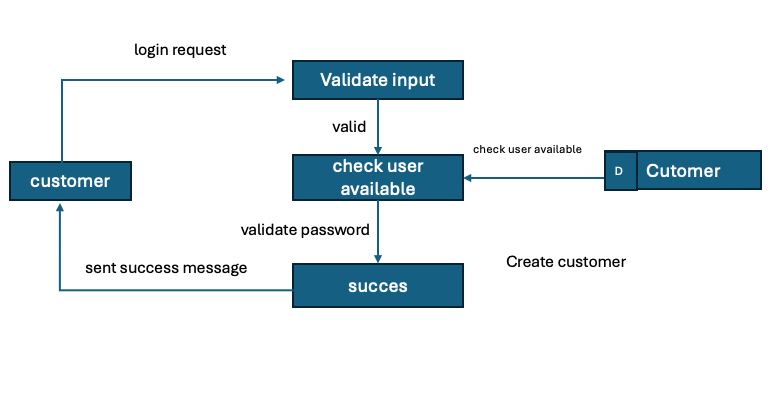 login request
Validate input
valid
check user available
check user
available
D
Cutomer
customer
validate password
Create customer
sent success message
succes